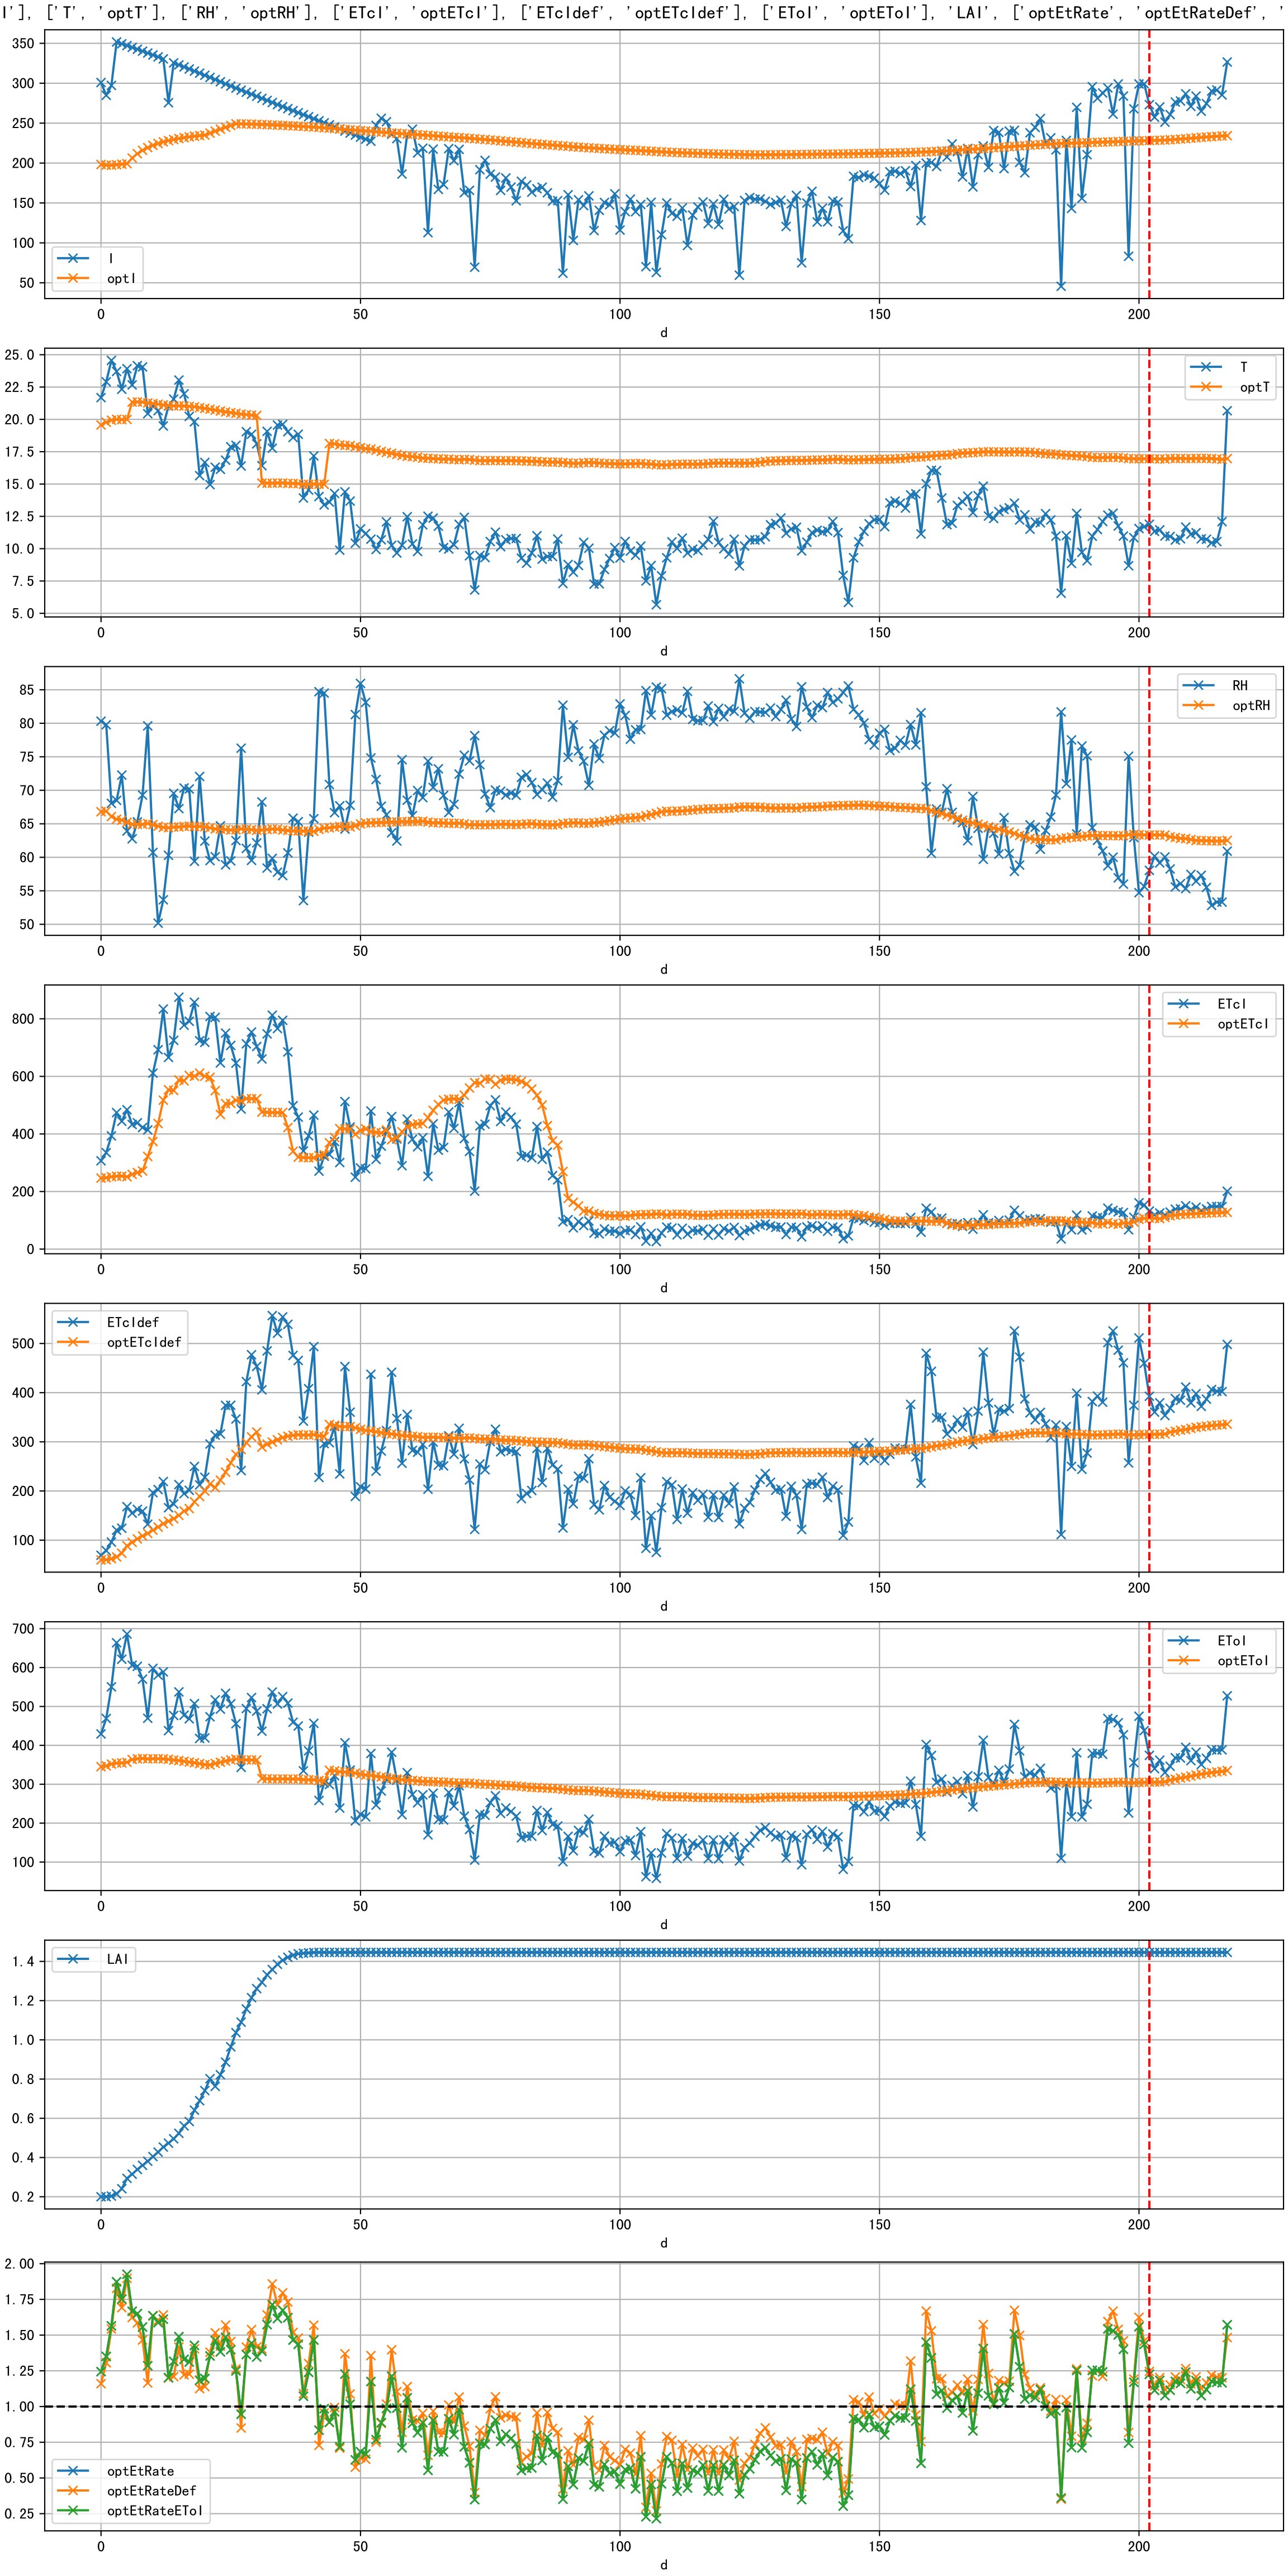 I'], ['T', 'optT'], ['RH', 'optRH'], ['ETcI', 'optETcI'], ['ETcIdef', 'optETcIdef'], ['EToI', 'optEToI'], 'LAI', ['optEtRate', 'optEtRateDef', '
350
300
250
200
150
100
50
I
optI
0 50 100 150 200
d
25.0
22.5
20.0
17.5
15.0
12.5
10.0
7.5
5.0
T
optT
0 50 100 150 200
d
85
80
75
70
65
60
55
50
RH
optRH
0 50 100 150 200
d
800
600
400
200
0
ETcI
optETcI
0 50 100 150 200
d
500
400
300
200
100
ETcIdef
optETcIdef
0 50 100 150 200
d
700
600
500
400
300
200
100
EToI
optEToI
0 50 100 150 200
d
1.4
1.2
1.0
0.8
0.6
0.4
0.2
LAI
0 50 100 150 200
d
2.00
1.75
1.50
1.25
1.00
0.75
0.50
0.25
optEtRate
optEtRateDef
optEtRateEToI
0 50 100 150 200
d